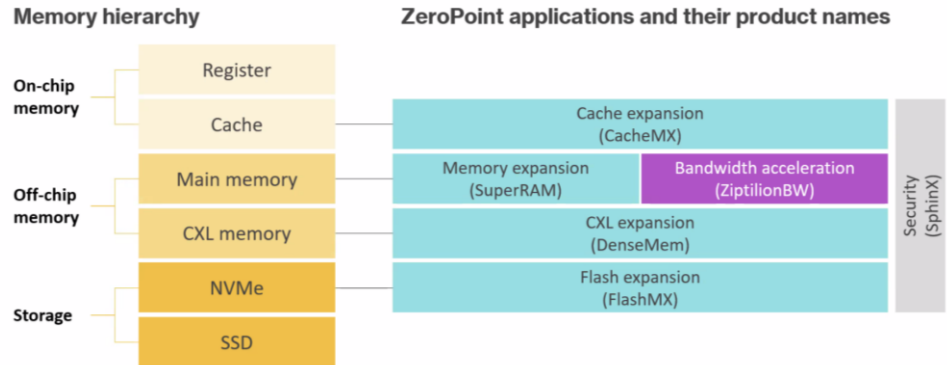 Memory hierarchy
ZeroPoint applications and their product names
On-chip
memory
Register
Cache
Cache expansion
(CacheMX)
Off-chip
memory
Main memory
Memory expansion
(SuperRAM)
Bandwidth acceleration
(ZiptilionBW)
CXL memory
CXL expansion
(DenseMem)
Storage
NVMe
Flash expansion
(FlashMX)
SSD
Security
(SphinX)